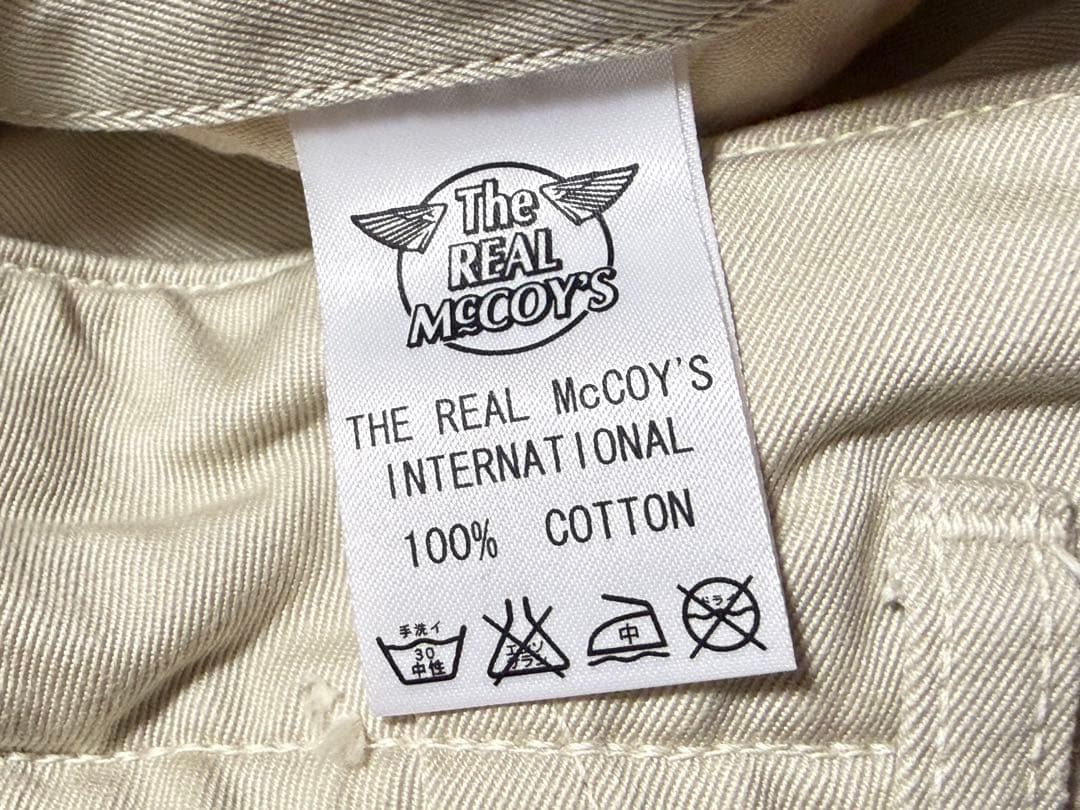 The
REAL
McCOY'S
THE REAL McCOY'S
INTERNATIONAL
100% COTTON
手洗イ
30
中性
エンソ
サラシ
中
ドライ